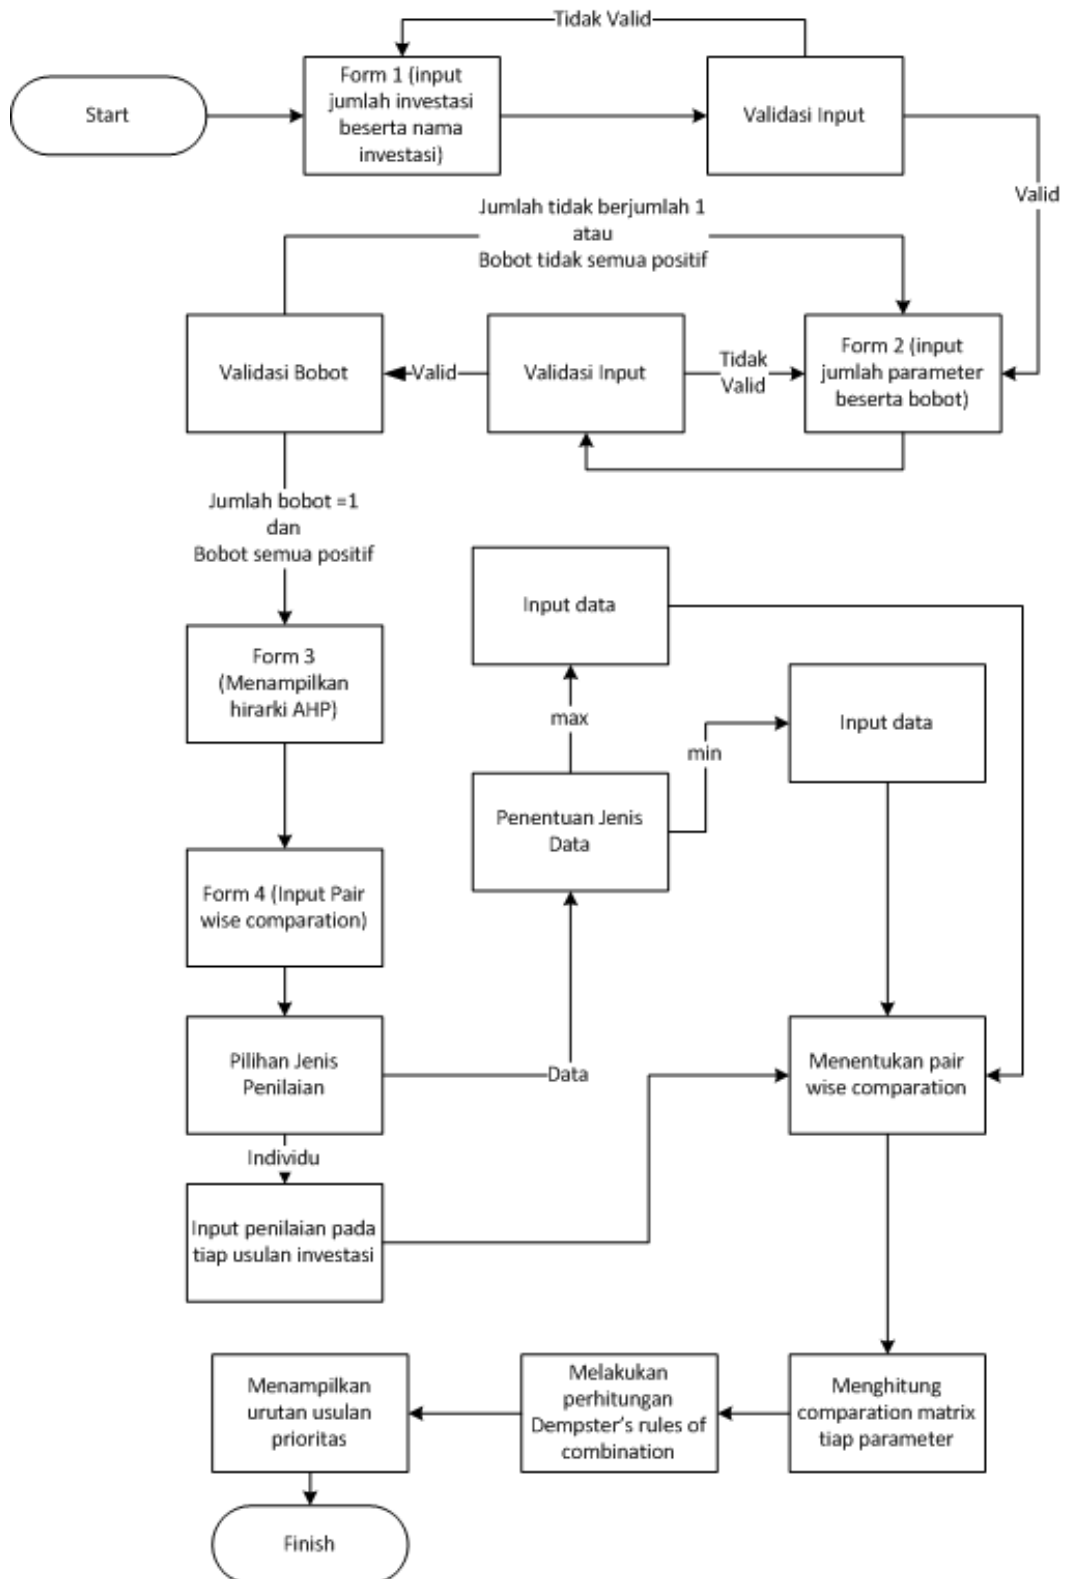 Tidak Valid
Start
Form 1 (input
jumlah investasi
beserta nama
investasi)
Validasi Input
Valid
Jumlah tidak berjumlah 1
atau
Bobot tidak semua positif
Validasi Bobot
Valid
Validasi Input
Tidak
Valid
Form 2 (input
jumlah parameter
beserta bobot)
Jumlah bobot =1
dan
Bobot semua positif
Form 3
(Menampilkan
hirarki AHP)
Input data
max
min
Input data
Penentuan Jenis
Data
Form 4 (Input Pair
wise comparation)
Pilihan Jenis
Penilaian
Data
Menentukan pair
wise comparation
Individu
Input penilaian pada
tiap usulan investasi
Menampilkan
urutan usulan
prioritas
Melakukan
perhitungan
Dempster's rules of
combination
Menghitung
comparation matrix
tiap parameter
Finish